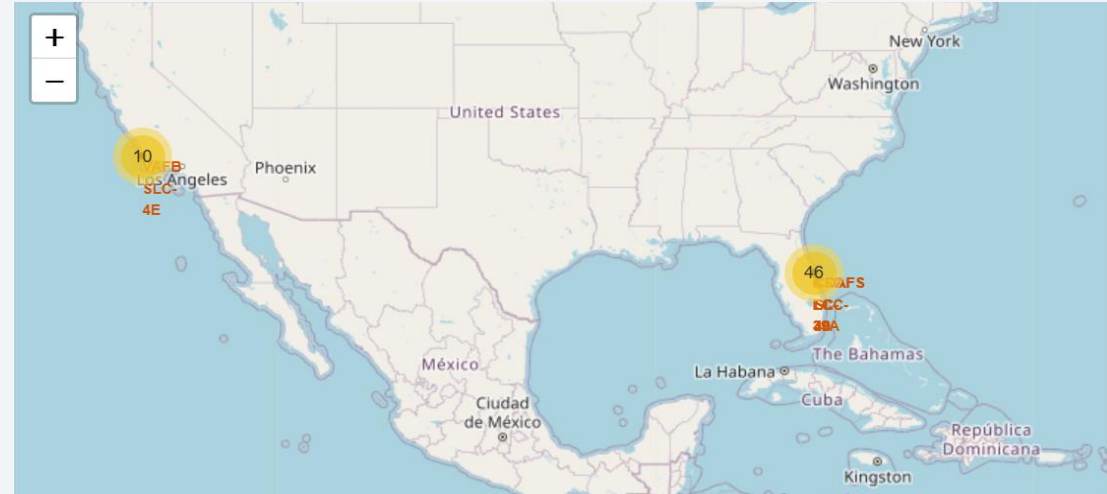 +
−
New York
Washington
United States
10
VAFB
SLC-
4E
Los Angeles
Phoenix
46
The Bahamas
México
La Habana
Cuba
Ciudad
de México
República
Dominicana
Kingston